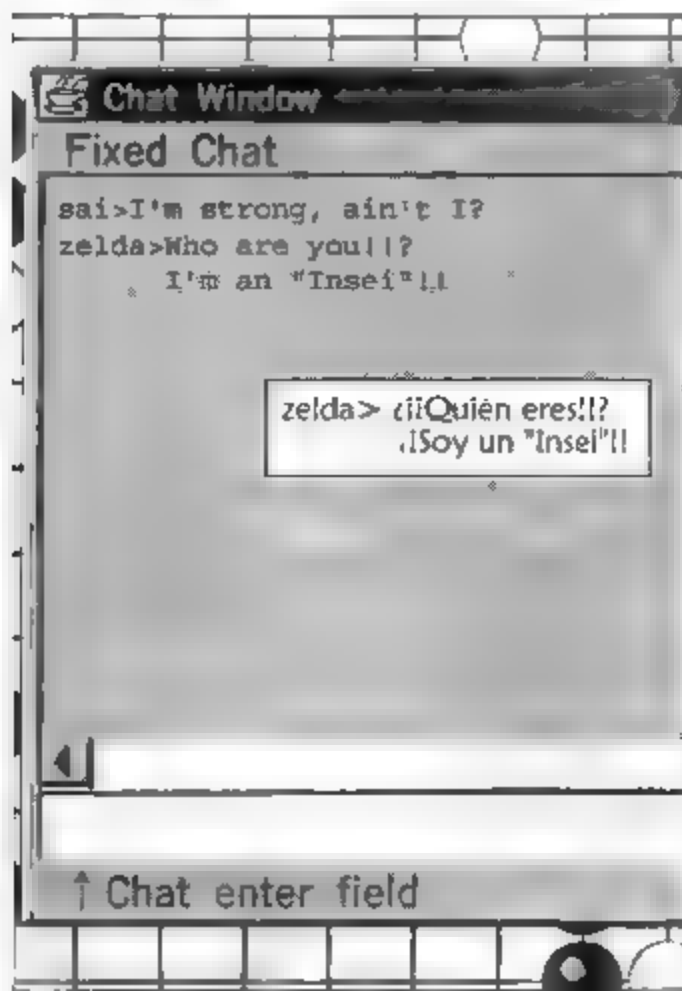 Chat Window
Fixed Chat
sai>I'm strong, ain't I?
zelda>Who are you!!?
I'm an "Insei"!!
zelda> ¿¡¡Quién eres!!?
¡¡Soy un "Insei"!!
↑ Chat enter field